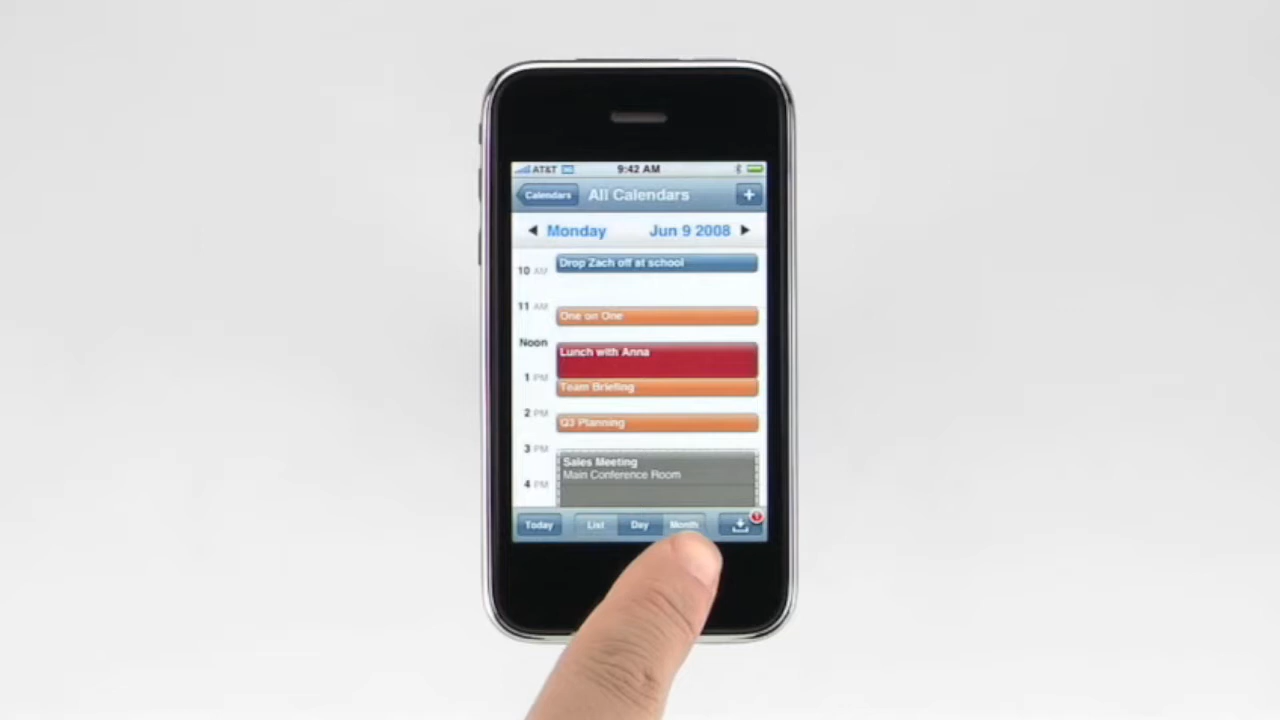 AT&T 3G 9:42 AM
Calendars All Calendars +
Monday Jun 9 2008
Drop Zach off at school
10 AM
11 AM
One on One
Noon
Lunch with Anna
1 PM
Team Briefing
2 PM
Q3 Planning
3 PM
Sales Meeting
Main Conference Room
4 PM
Today List Day Month 1